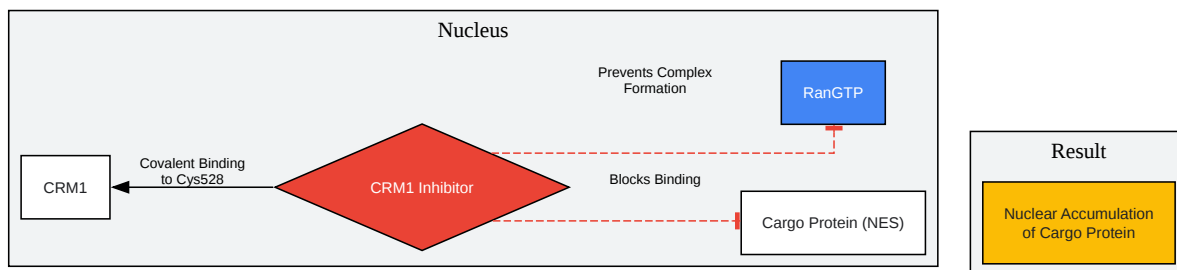 Nucleus
Prevents Complex
Formation
RanGTP
CRM1
Covalent Binding
to Cys528
CRM1 Inhibitor
Blocks Binding
Cargo Protein (NES)
Result
Nuclear Accumulation
of Cargo Protein